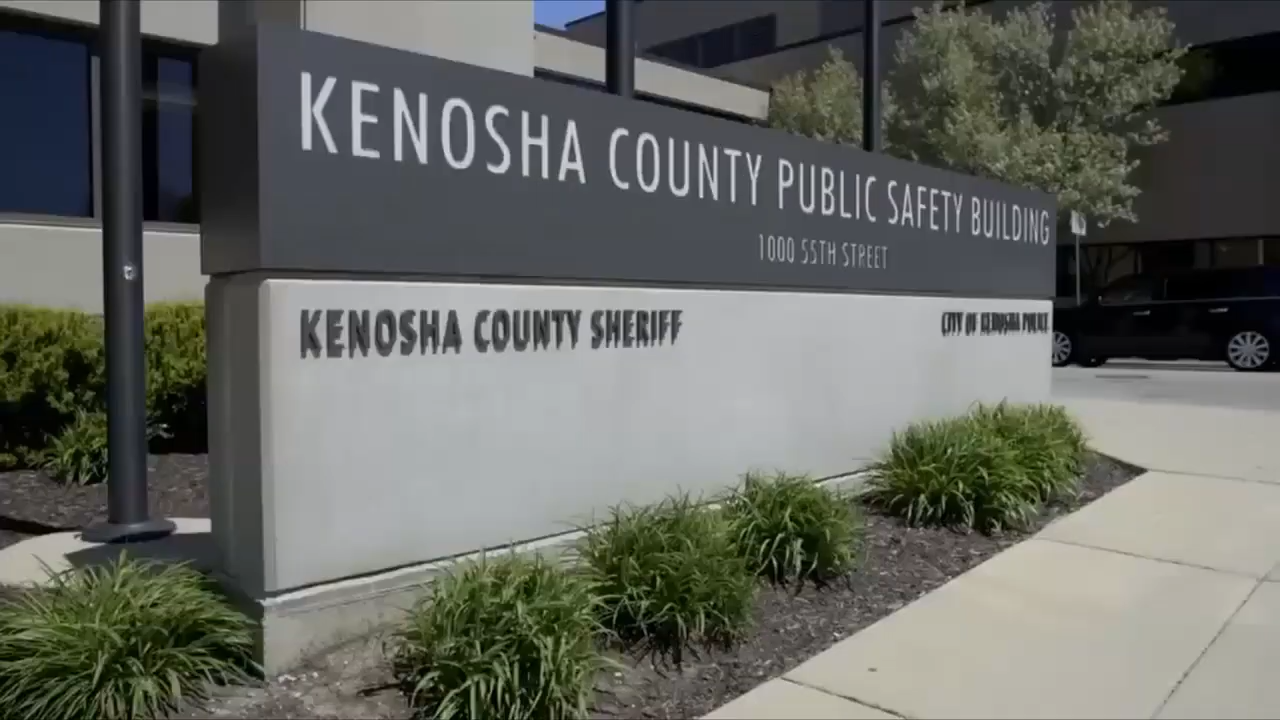 KENOSHA COUNTY PUBLIC SAFETY BUILDING
1000 55TH STREET
KENOSHA COUNTY SHERIFF
CITY OF KENOSHA POLICE